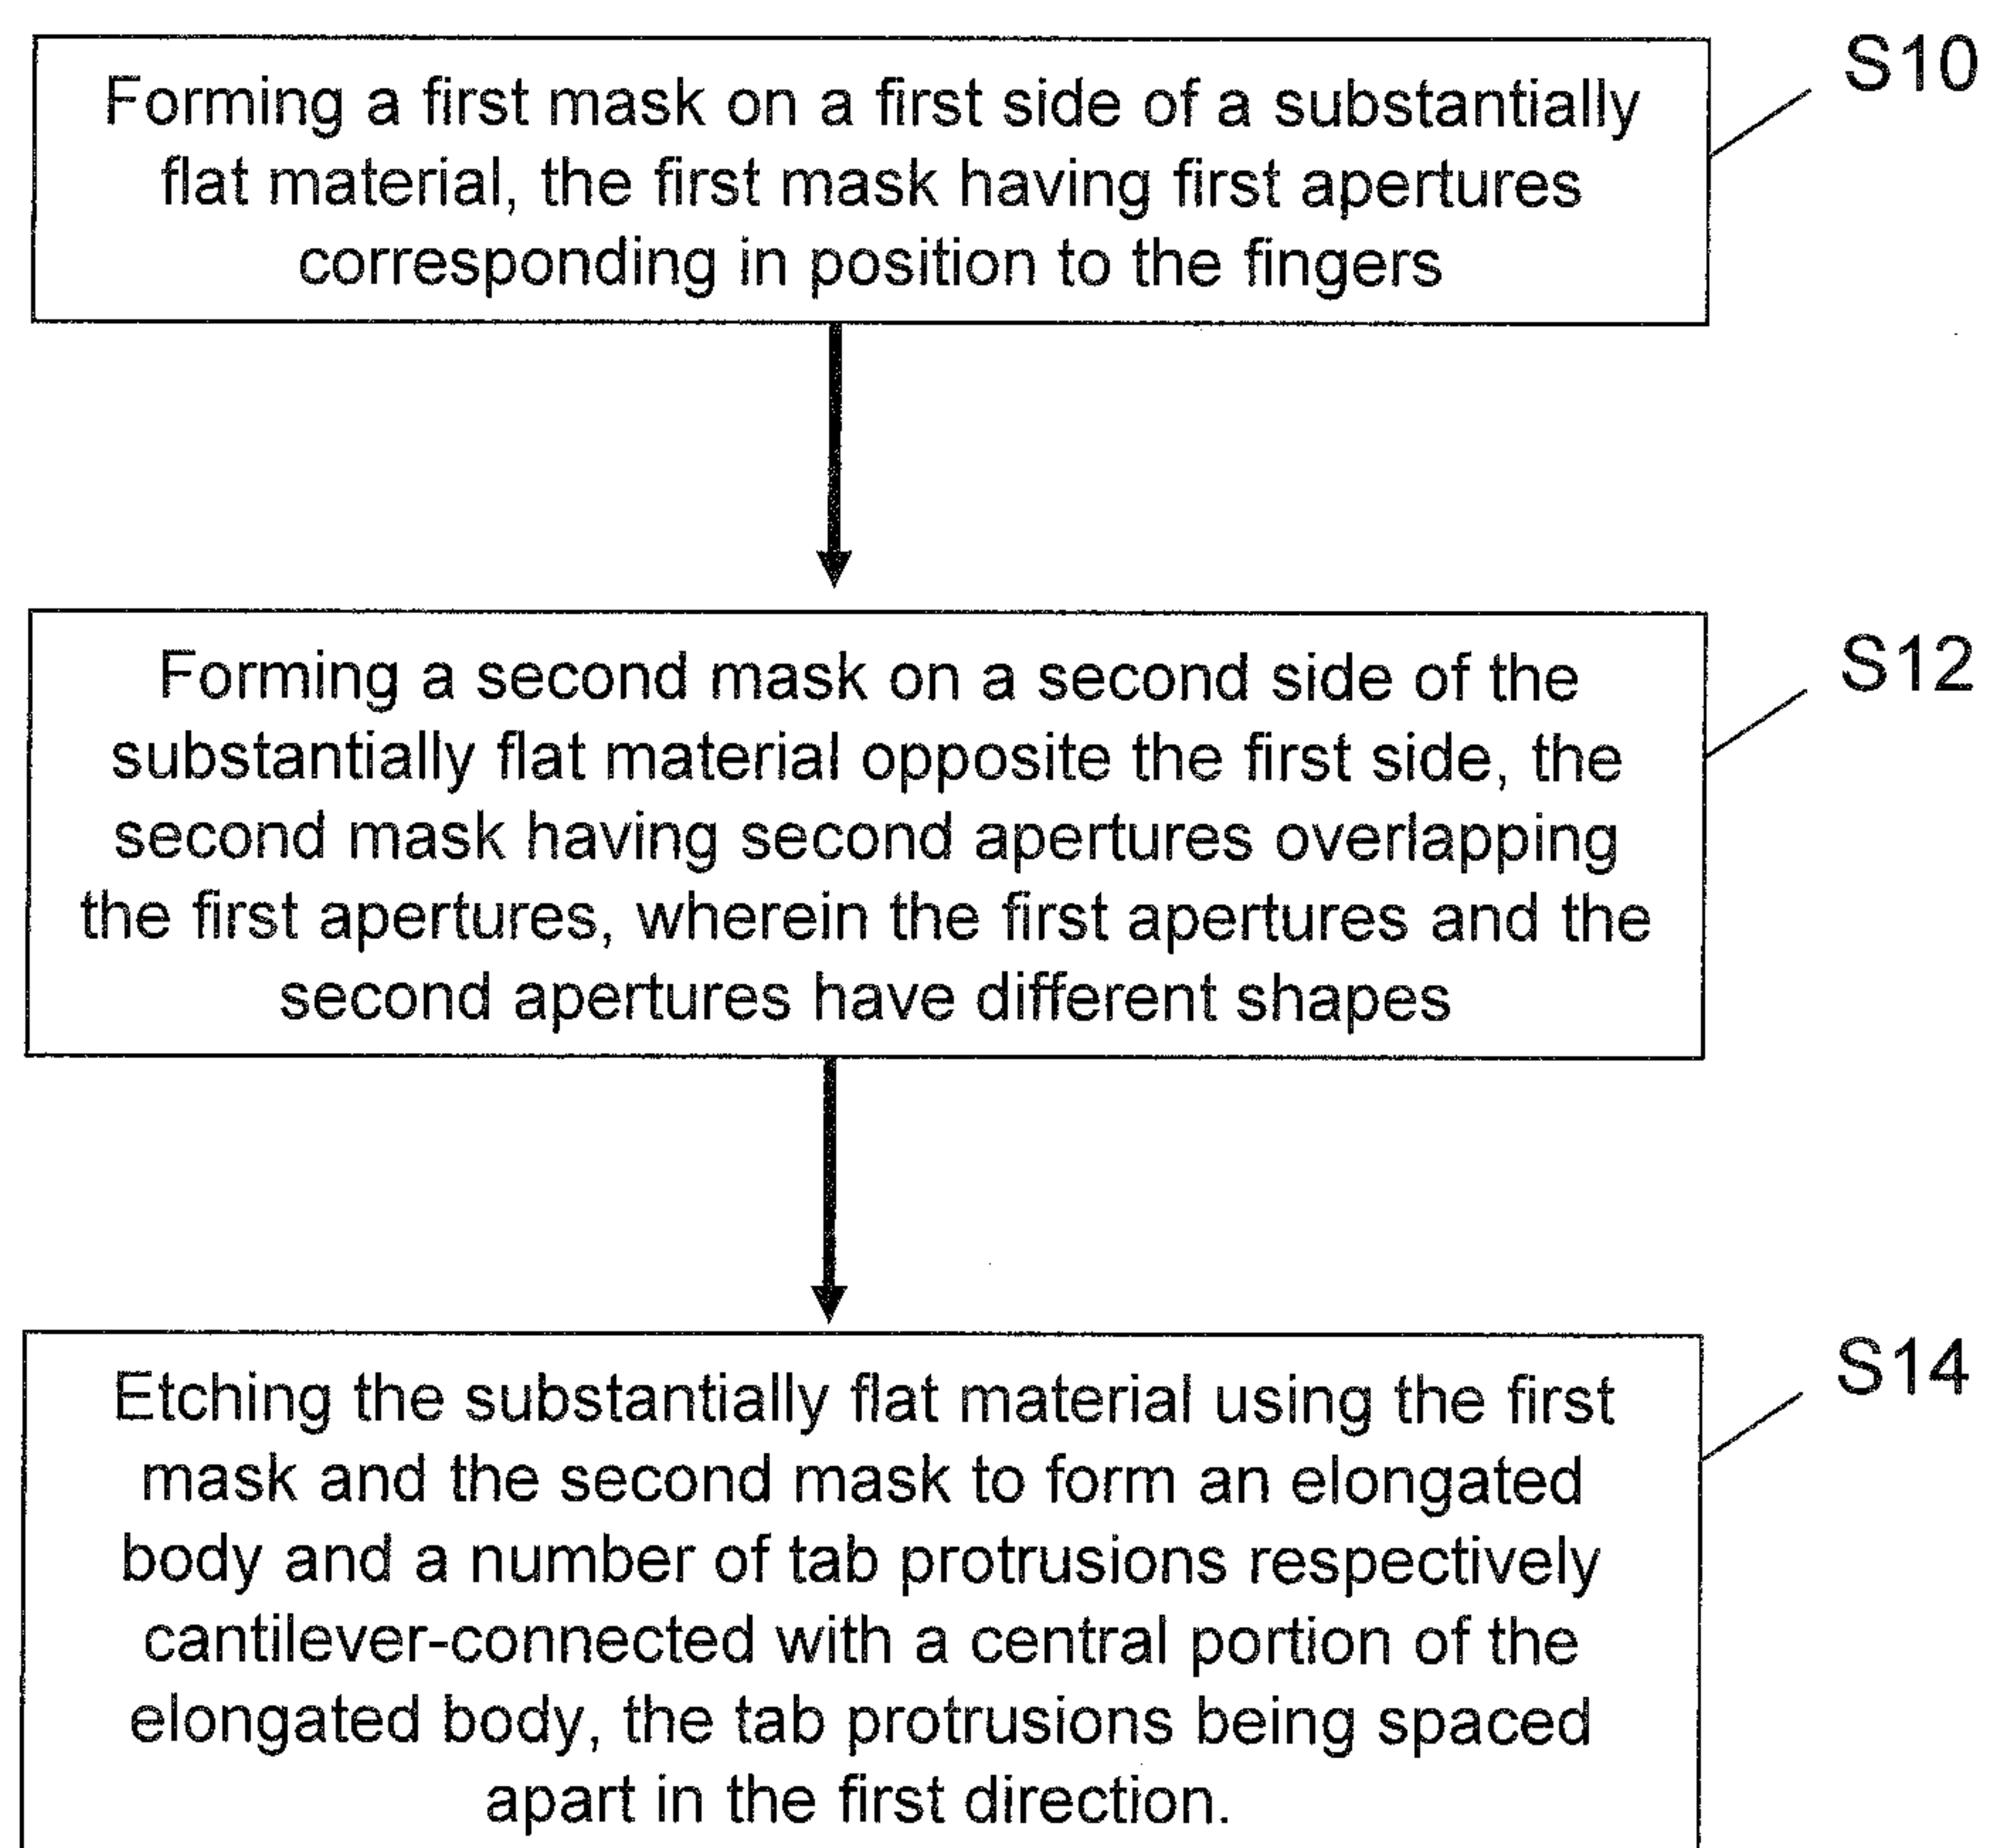 Forming a first mask on a first side of a substantially
flat material, the first mask having first apertures
corresponding in position to the fingers
S10
Forming a second mask on a second side of the
substantially flat material opposite the first side, the
second mask having second apertures overlapping
the first apertures, wherein the first apertures and the
second apertures have different shapes
S12
Etching the substantially flat material using the first
mask and the second mask to form an elongated
body and a number of tab protrusions respectively
cantilever-connected with a central portion of the
elongated body, the tab protrusions being spaced
apart in the first direction.
S14